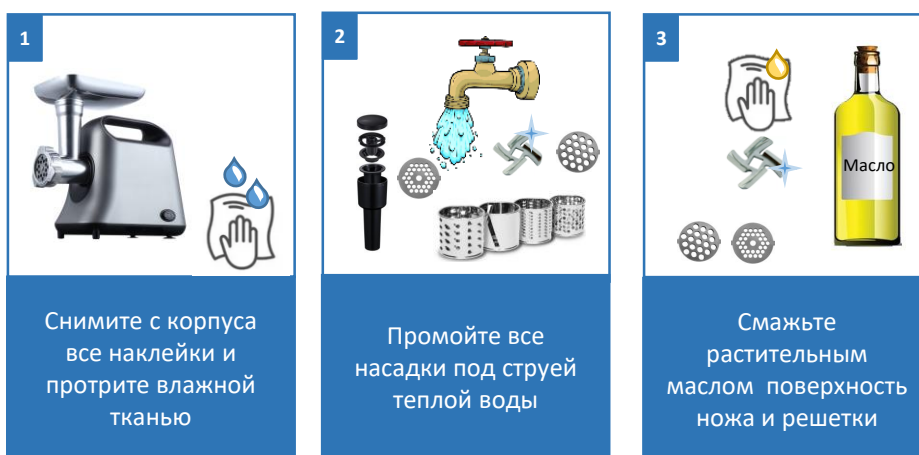 1
Снимите с корпуса
все наклейки и
протрите влажной
тканью
2
Промойте все
насадки под струей
теплой воды
3
Масло
Смажьте
растительным
маслом поверхность
ножа и решетки